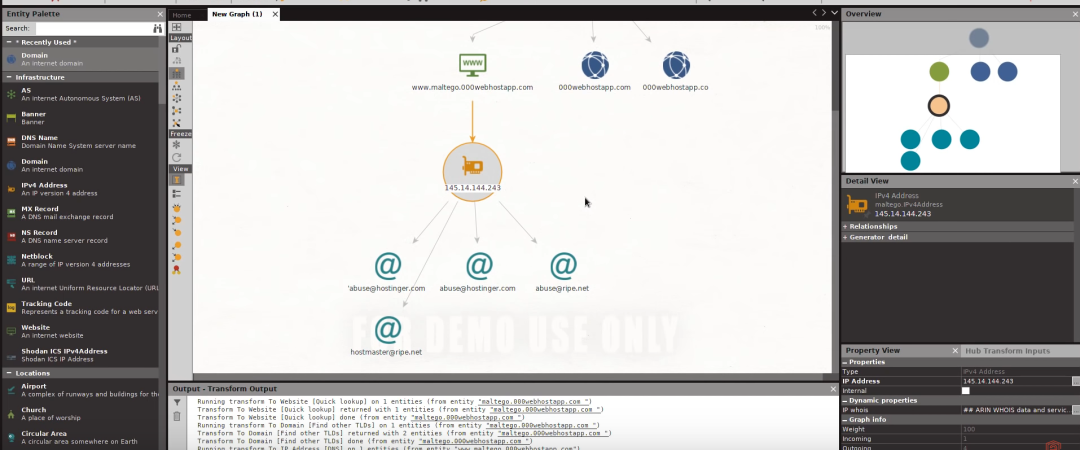 Entity Palette
Search:
* Recently Used *
Domain
An internet domain
Infrastructure
AS
An internet Autonomous System (AS)
Banner
Banner
DNS Name
Domain Name System server name
Domain
An internet domain
IPv4 Address
An IP version 4 address
MX Record
A DNS mail exchange record
NS Record
A DNS name server record
Netblock
A range of IP version 4 addresses
URL
An internet Uniform Resource Locator (URL
Tracking Code
Represents a tracking code for a web serv
Website
An internet website
Shodan ICS IPv4Address
Shodan ICS IP Address
Locations
Airport
A complex of runways and buildings for the
Church
A place of worship
Circular Area
A circular area somewhere on Earth
Home
New Graph (1)
Layout
Freeze
View
100%
WWW
www.maltego.000webhostapp.com
000webhostapp.com
000webhostapp.co
145.14.144.243
'abuse@hostinger.com
abuse@hostinger.com
abuse@ripe.net
hostmaster@ripe.net
FOR DEMO USE ONLY
Output - Transform Output
Running transform To Website [Quick lookup] on 1 entities (from entity "maltego.000webhostapp.com ")
Transform To Website [Quick lookup] returned with 1 entities (from entity "maltego.000webhostapp.com ")
Transform To Website [Quick lookup] done (from entity "maltego.000webhostapp.com ")
Running transform To Domain [Find other TLDs] on 1 entities (from entity "maltego.000webhostapp.com ")
Transform To Domain [Find other TLDs] returned with 2 entities (from entity "maltego.000webhostapp.com ")
Transform To Domain [Find other TLDs] done (from entity "maltego.000webhostapp.com ")
Running transform To IP Address [DNS] on 1 entities (from entity "www.maltego.000webhostapp.com ")
Overview
Detail View
IPv4 Address
maltego.IPv4Address
145.14.144.243
Relationships
Generator detail
Property View
Hub Transform Inputs
Properties
Type IPv4 Address
IP Address 145.14.144.243
Internal
Dynamic properties
IP whois ## ARIN WHOIS data and servic...
Graph info
Weight 100
Incoming 1
Outgoing 4